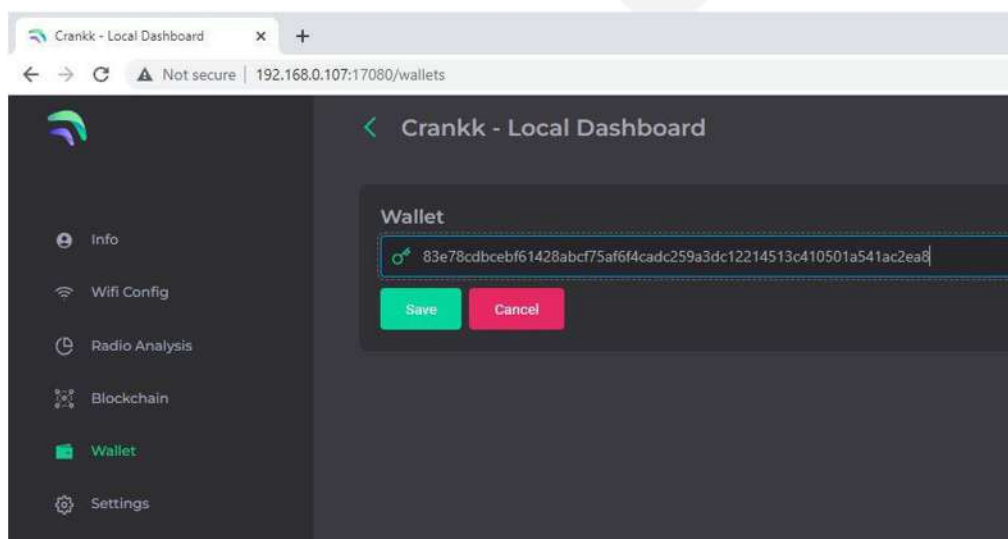 Crankk - Local Dashboard
Not secure | 192.168.0.107:17080/wallets
Crankk - Local Dashboard
Wallet
83e78cdbcebf61428abcf75af6f4cadc259a3dc12214513c410501a541ac2ea8
Save Cancel
Info
Wifi Config
Radio Analysis
Blockchain
Wallet
Settings